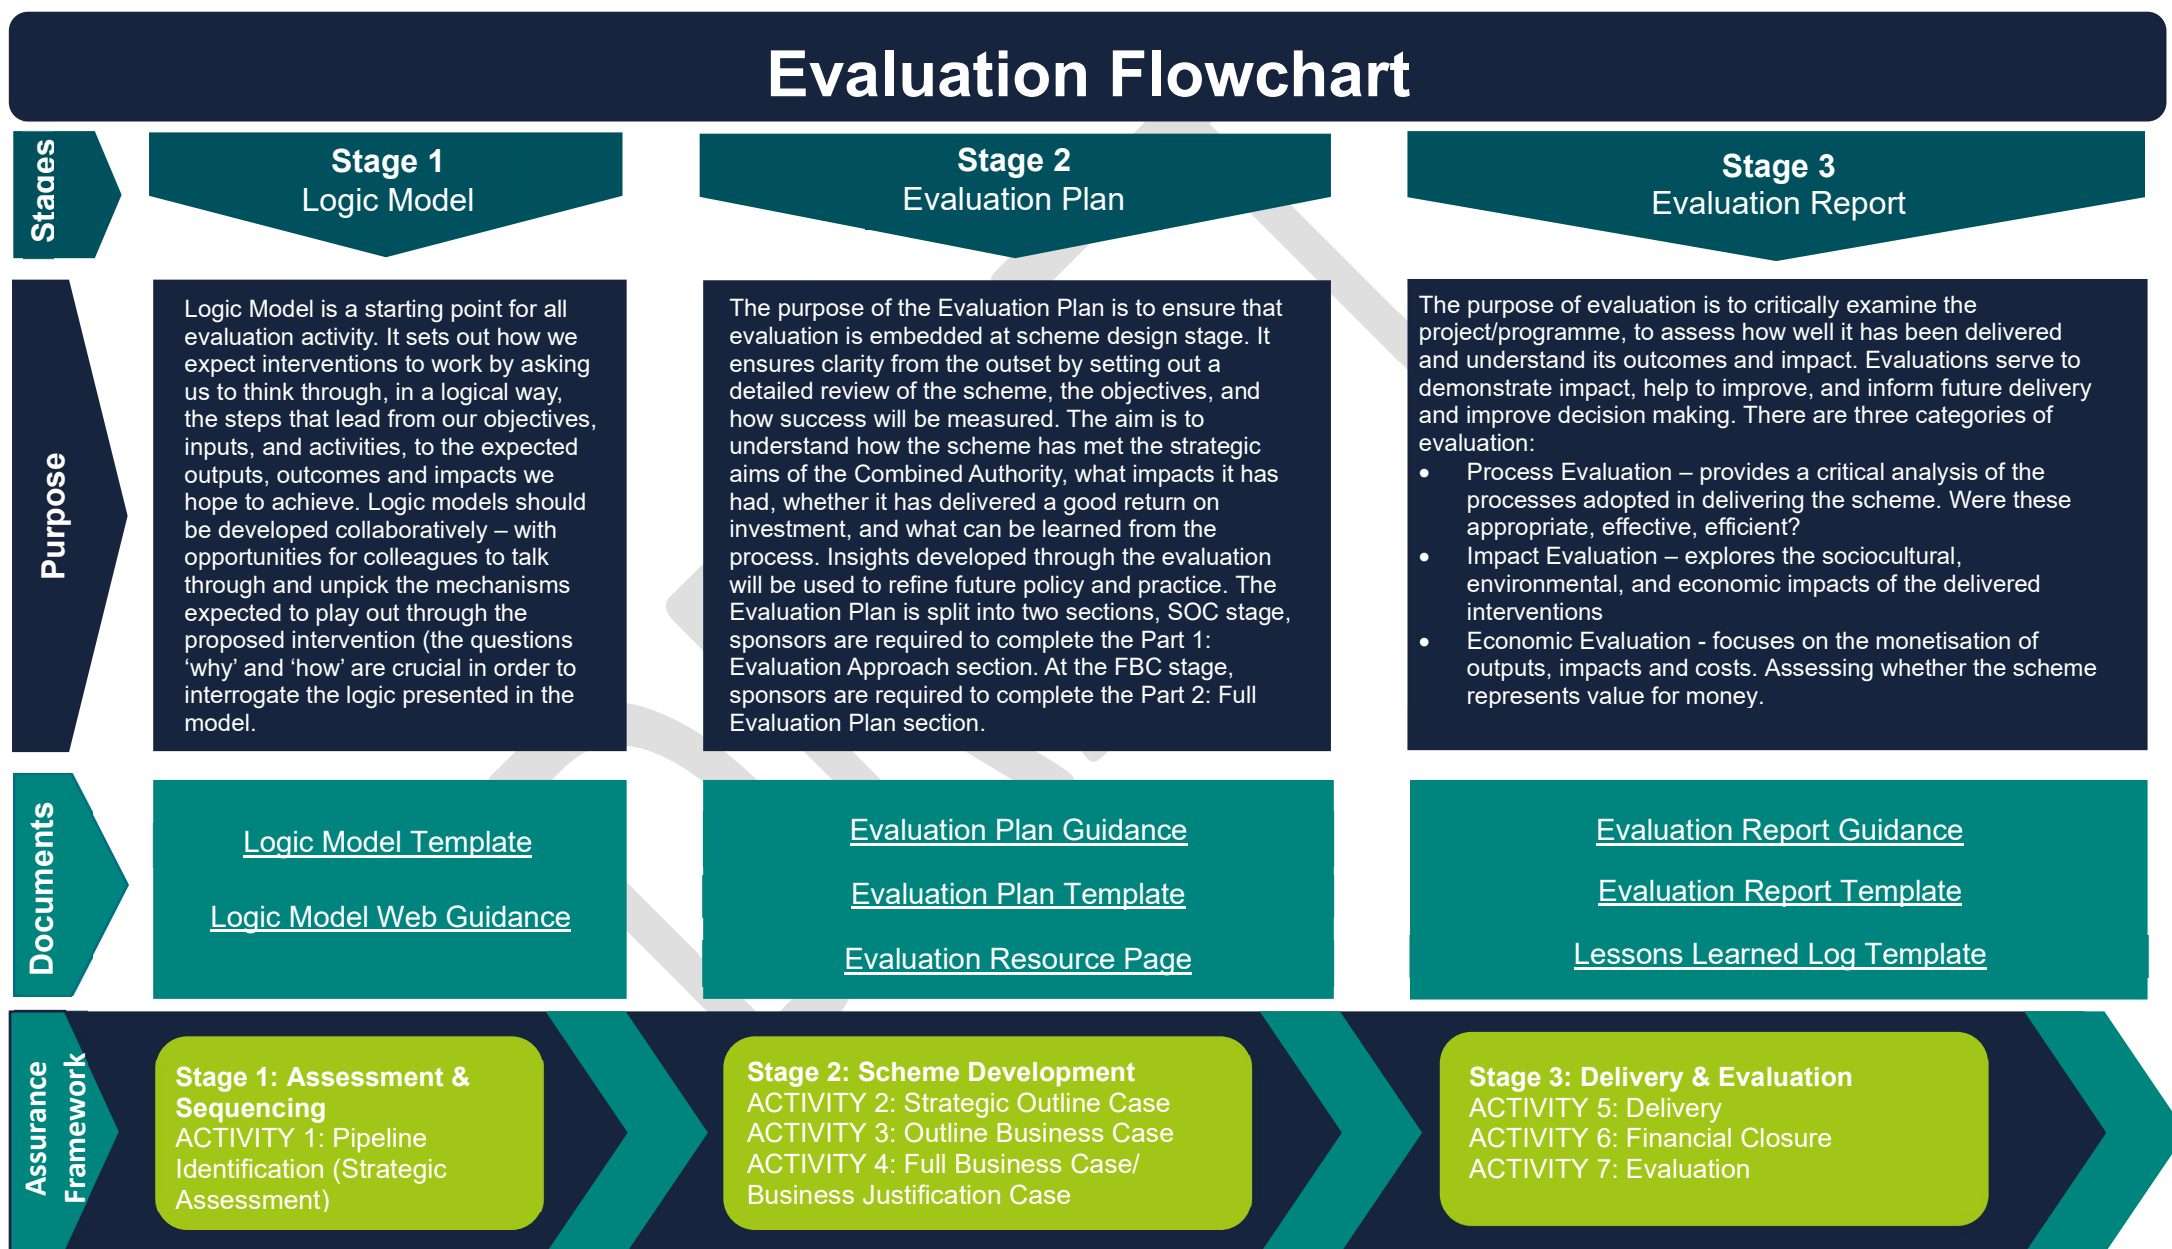 Evaluation Flowchart
Stages
Stage 1
Logic Model
Stage 2
Evaluation Plan
Stage 3
Evaluation Report
Purpose
Logic Model is a starting point for all
evaluation activity. It sets out how we
expect interventions to work by asking
us to think through, in a logical way,
the steps that lead from our objectives,
inputs, and activities, to the expected
outputs, outcomes and impacts we
hope to achieve. Logic models should
be developed collaboratively – with
opportunities for colleagues to talk
through and unpick the mechanisms
expected to play out through the
proposed intervention (the questions
‘why’ and ‘how’ are crucial in order to
interrogate the logic presented in the
model.
The purpose of the Evaluation Plan is to ensure that
evaluation is embedded at scheme design stage. It
ensures clarity from the outset by setting out a
detailed review of the scheme, the objectives, and
how success will be measured. The aim is to
understand how the scheme has met the strategic
aims of the Combined Authority, what impacts it has
had, whether it has delivered a good return on
investment, and what can be learned from the
process. Insights developed through the evaluation
will be used to refine future policy and practice. The
Evaluation Plan is split into two sections, SOC stage,
sponsors are required to complete the Part 1:
Evaluation Approach section. At the FBC stage,
sponsors are required to complete the Part 2: Full
Evaluation Plan section.
The purpose of evaluation is to critically examine the
project/programme, to assess how well it has been delivered
and understand its outcomes and impact. Evaluations serve to
demonstrate impact, help to improve, and inform future delivery
and improve decision making. There are three categories of
evaluation:
• Process Evaluation – provides a critical analysis of the
processes adopted in delivering the scheme. Were these
appropriate, effective, efficient?
• Impact Evaluation – explores the sociocultural,
environmental, and economic impacts of the delivered
interventions
• Economic Evaluation - focuses on the monetisation of
outputs, impacts and costs. Assessing whether the scheme
represents value for money.
Documents
Logic Model Template
Logic Model Web Guidance
Evaluation Plan Guidance
Evaluation Plan Template
Evaluation Resource Page
Evaluation Report Guidance
Evaluation Report Template
Lessons Learned Log Template
Assurance
Framework
Stage 1: Assessment &
Sequencing
ACTIVITY 1: Pipeline
Identification (Strategic
Assessment)
Stage 2: Scheme Development
ACTIVITY 2: Strategic Outline Case
ACTIVITY 3: Outline Business Case
ACTIVITY 4: Full Business Case/
Business Justification Case
Stage 3: Delivery & Evaluation
ACTIVITY 5: Delivery
ACTIVITY 6: Financial Closure
ACTIVITY 7: Evaluation